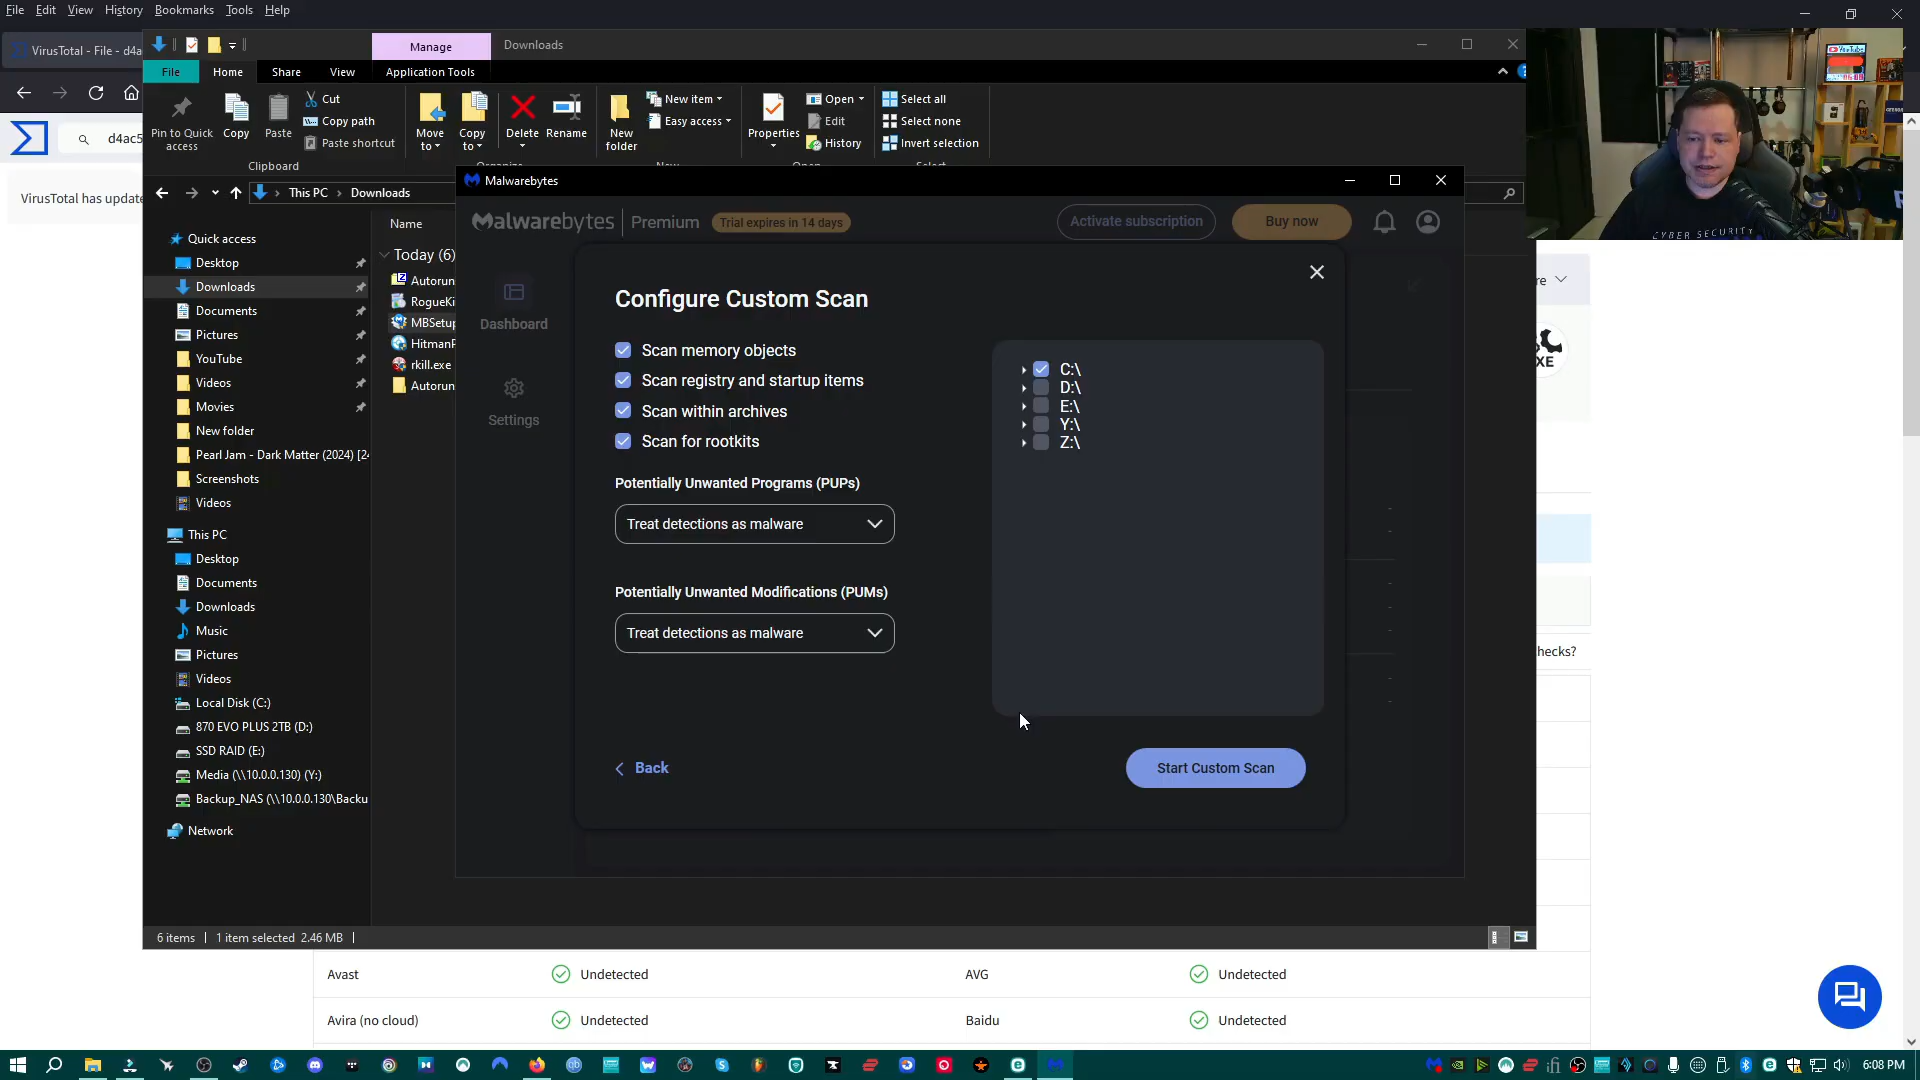 File Edit View History Bookmarks Tools Help
VirusTotal - File - d4a
Manage
Downloads
File Home Share View Application Tools
Pin to Quick access
Copy
Paste
Cut
Copy path
Paste shortcut
Move to
Copy to
Delete
Rename
New folder
New item
Easy access
Properties
Open
Edit
History
Select all
Select none
Invert selection
Clipboard
d4ac5
VirusTotal has update
This PC > Downloads
Quick access
Desktop
Downloads
Documents
Pictures
YouTube
Videos
Movies
New folder
Pearl Jam - Dark Matter (2024) [24
Screenshots
Videos
This PC
Desktop
Documents
Downloads
Music
Pictures
Videos
Local Disk (C:)
870 EVO PLUS 2TB (D:)
SSD RAID (E:)
Media (\\10.0.0.130) (Y:)
Backup_NAS (\\10.0.0.130\Backu
Network
Name
Today (6)
Autorun
RogueKi
MBSetup
HitmanP
rkill.exe
Autorun
6 items 1 item selected 2.46 MB
Malwarebytes
Malwarebytes Premium Trial expires in 14 days Activate subscription Buy now
Dashboard
Settings
Configure Custom Scan
Scan memory objects
Scan registry and startup items
Scan within archives
Scan for rootkits
Potentially Unwanted Programs (PUPs)
Treat detections as malware
Potentially Unwanted Modifications (PUMs)
Treat detections as malware
C:\
D:\
E:\
Y:\
Z:\
Back
Start Custom Scan
YouTube
CYBER SECURITY
re
EXE
hecks?
Avast Undetected AVG Undetected
Avira (no cloud) Undetected Baidu Undetected
6:08 PM